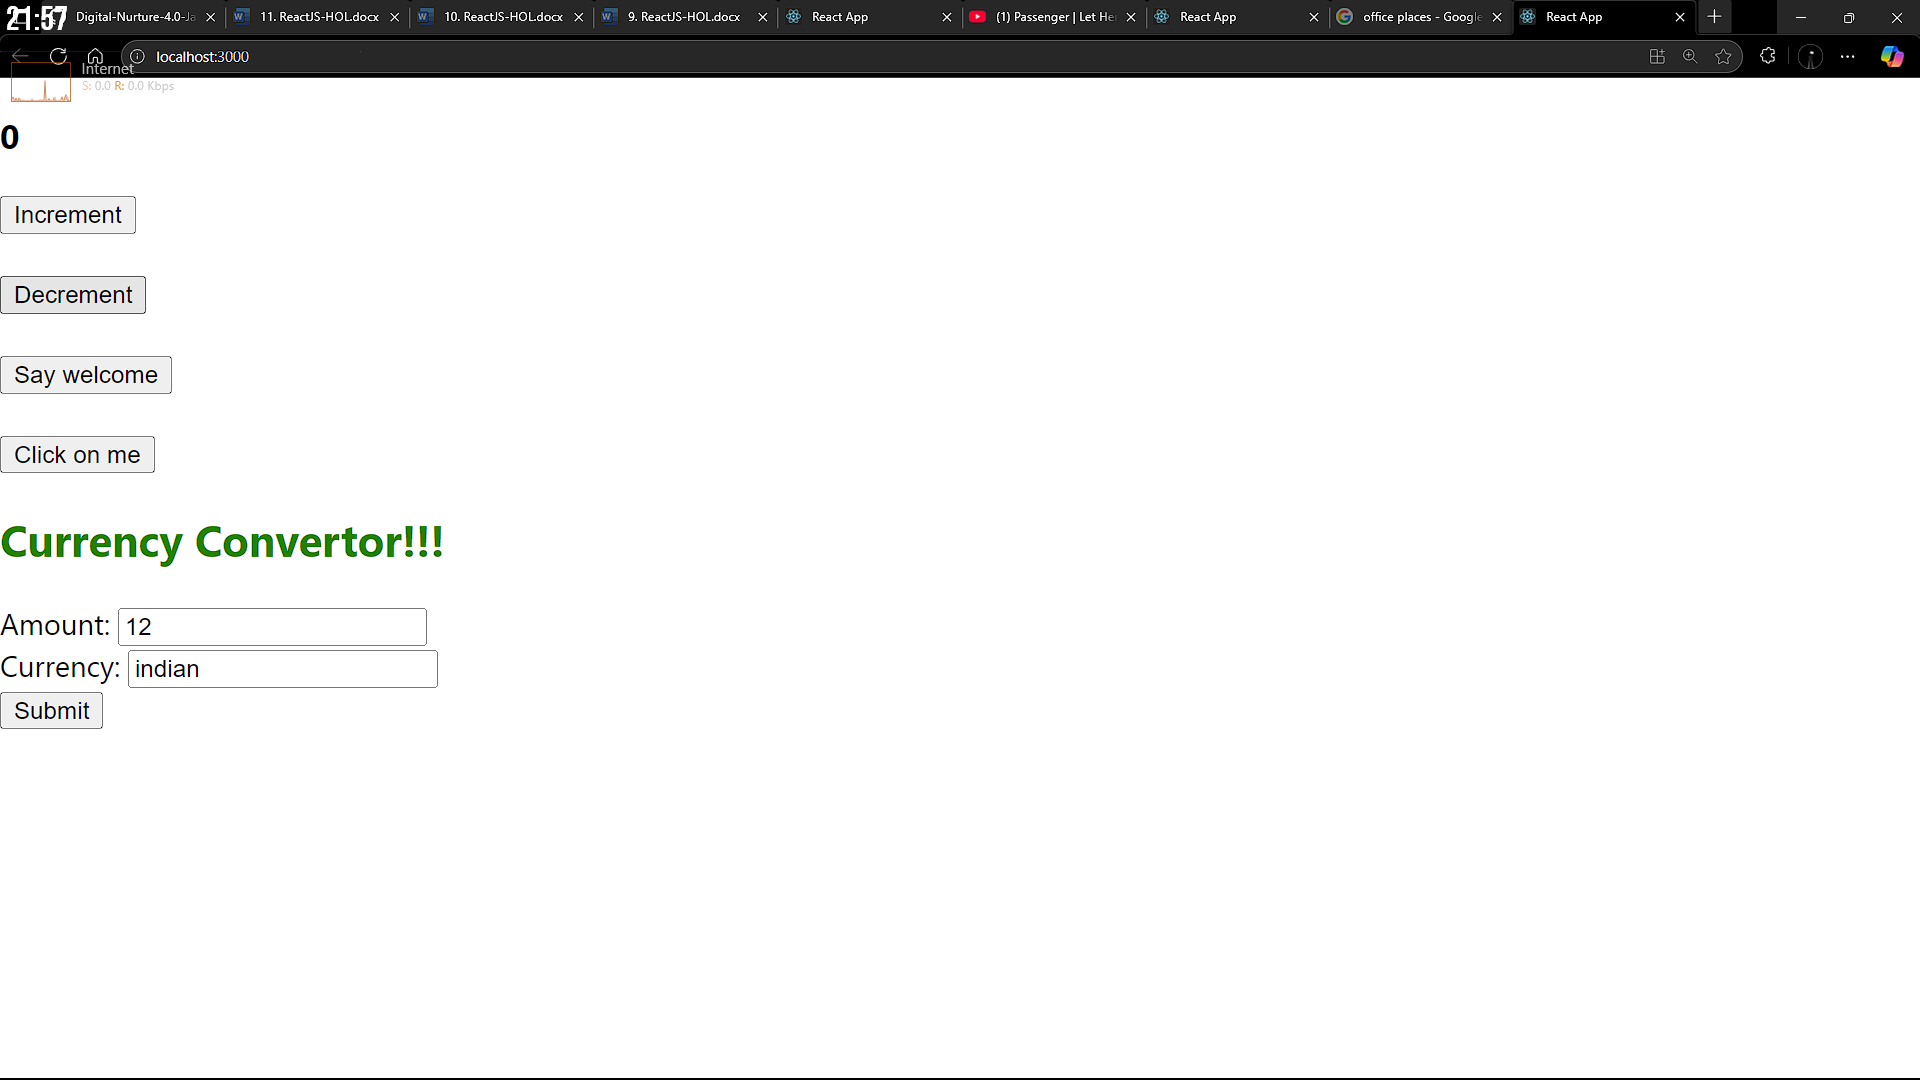 21:57
Digital-Nurture-4.0-Ja
11. ReactJS-HOL.docx
10. ReactJS-HOL.docx
9. ReactJS-HOL.docx
React App
(1) Passenger | Let He
React App
office places - Google
React App
localhost:3000
Internet
S: 0.0 R: 0.0 Kbps
0
Increment
Decrement
Say welcome
Click on me
Currency Convertor!!!
Amount: 12
Currency: indian
Submit